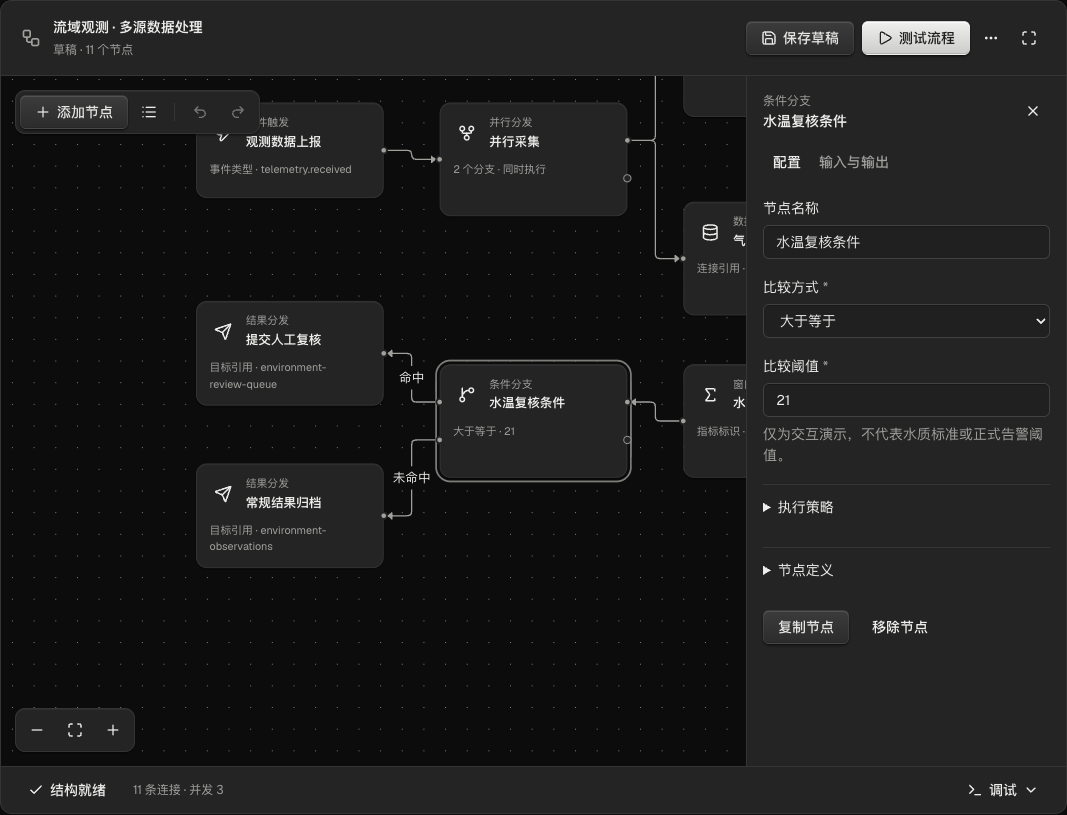 流域观测 · 多源数据处理
草稿 · 11 个节点
保存草稿
测试流程
添加节点
件触发
观测数据上报
事件类型 · telemetry.received
并行分发
并行采集
2 个分支 · 同时执行
连接引用 ·
结果分发
提交人工复核
目标引用 · environment-
review-queue
命中
条件分支
水温复核条件
大于等于 · 21
窗
水
指标标识 ·
未命中
结果分发
常规结果归档
目标引用 · environment-
observations
条件分支
水温复核条件
配置
输入与输出
节点名称
水温复核条件
比较方式 *
大于等于
比较阈值 *
21
仅为交互演示，不代表水质标准或正式告警阈
值。
执行策略
节点定义
复制节点
移除节点
结构就绪
11 条连接 · 并发 3
调试